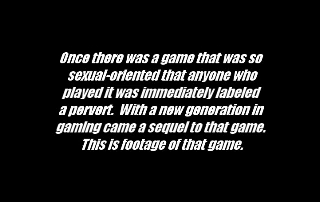 Once there was a game that was so
sexual-oriented that anyone who
played it was immediately labeled
a pervert. With a new generation in
gaming came a sequel to that game.
This is footage of that game.